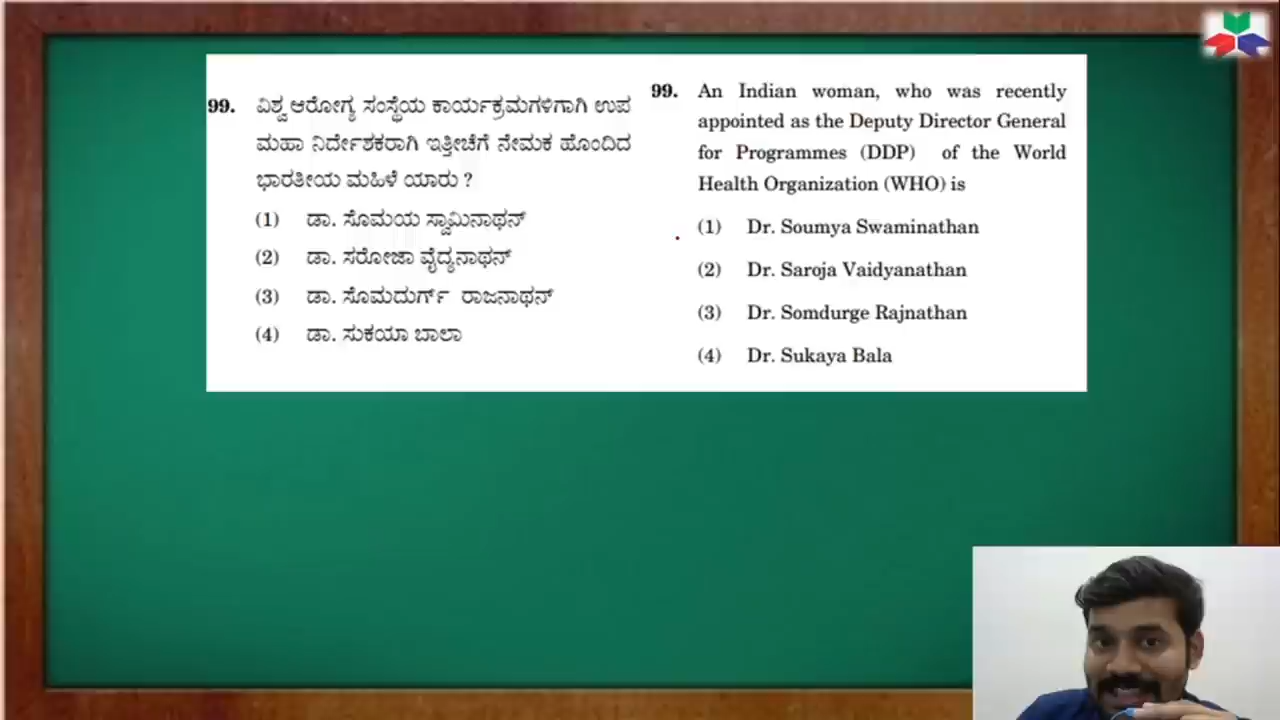 99. ವಿಶ್ವ ಆರೋಗ್ಯ ಸಂಸ್ಥೆಯ ಕಾರ್ಯಕ್ರಮಗಳಿಗಾಗಿ ಉಪ
ಮಹಾ ನಿರ್ದೇಶಕರಾಗಿ ಇತ್ತೀಚೆಗೆ ನೇಮಕ ಹೊಂದಿದ
ಭಾರತೀಯ ಮಹಿಳೆ ಯಾರು ?
(1) ಡಾ. ಸೊಮಯ ಸ್ವಾಮಿನಾಥನ್
(2) ಡಾ. ಸರೋಜಾ ವೈದ್ಯನಾಥನ್
(3) ಡಾ. ಸೊಮದುರ್ಗ್ ರಾಜನಾಥನ್
(4) ಡಾ. ಸುಕಯಾ ಬಾಲಾ
99. An Indian woman, who was recently
appointed as the Deputy Director General
for Programmes (DDP) of the World
Health Organization (WHO) is
(1) Dr. Soumya Swaminathan
(2) Dr. Saroja Vaidyanathan
(3) Dr. Somdurge Rajnathan
(4) Dr. Sukaya Bala